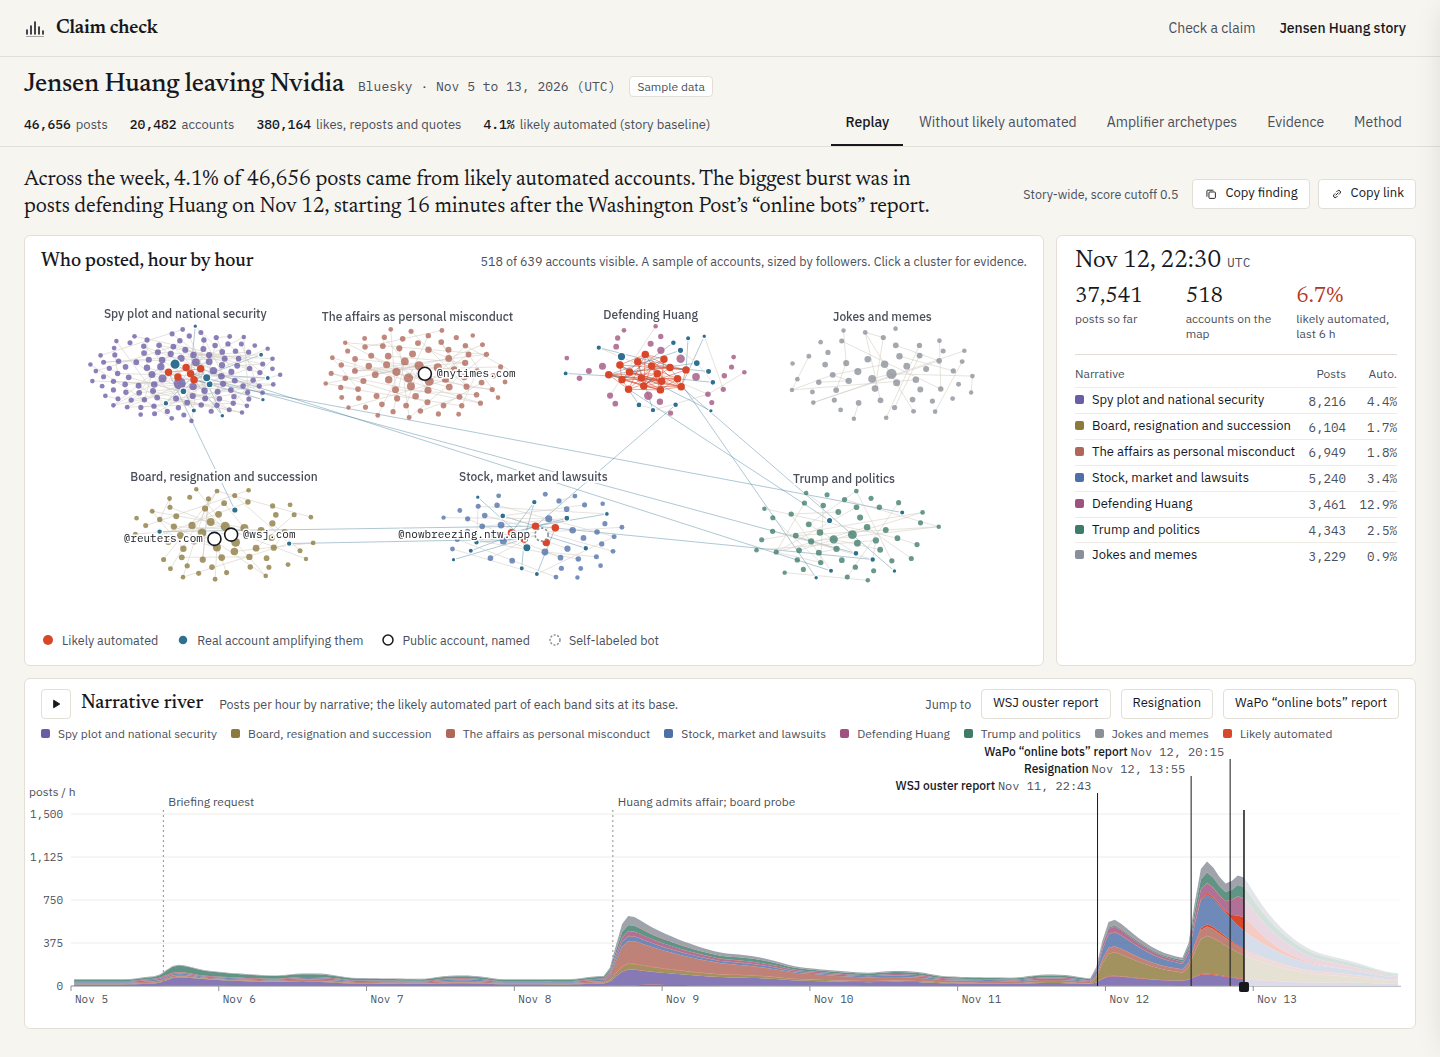 Claim check
Check a claim
Jensen Huang story
Jensen Huang leaving Nvidia
Bluesky · Nov 5 to 13, 2026 (UTC)
Sample data
46,656 posts
20,482 accounts
380,164 likes, reposts and quotes
4.1% likely automated (story baseline)
Replay
Without likely automated
Amplifier archetypes
Evidence
Method
Across the week, 4.1% of 46,656 posts came from likely automated accounts. The biggest burst was in
posts defending Huang on Nov 12, starting 16 minutes after the Washington Post’s “online bots” report.
Story-wide, score cutoff 0.5
Copy finding
Copy link
Who posted, hour by hour
518 of 639 accounts visible. A sample of accounts, sized by followers. Click a cluster for evidence.
Spy plot and national security
The affairs as personal misconduct
Defending Huang
Jokes and memes
@nytimes.com
Board, resignation and succession
Stock, market and lawsuits
Trump and politics
@reuters.com
@wsj.com
@nowbreezing.ntw.app
Likely automated
Real account amplifying them
Public account, named
Self-labeled bot
Nov 12, 22:30 UTC
37,541
posts so far
518
accounts on the
map
6.7%
likely automated,
last 6 h
Narrative Posts Auto.
Spy plot and national security 8,216 4.4%
Board, resignation and succession 6,104 1.7%
The affairs as personal misconduct 6,949 1.8%
Stock, market and lawsuits 5,240 3.4%
Defending Huang 3,461 12.9%
Trump and politics 4,343 2.5%
Jokes and memes 3,229 0.9%
Narrative river
Posts per hour by narrative; the likely automated part of each band sits at its base.
Jump to
WSJ ouster report
Resignation
WaPo “online bots” report
Spy plot and national security
Board, resignation and succession
The affairs as personal misconduct
Stock, market and lawsuits
Defending Huang
Trump and politics
Jokes and memes
Likely automated
WaPo “online bots” report Nov 12, 20:15
Resignation Nov 12, 13:55
WSJ ouster report Nov 11, 22:43
posts / h
Briefing request
Huang admits affair; board probe
1,500
1,125
750
375
0
Nov 5
Nov 6
Nov 7
Nov 8
Nov 9
Nov 10
Nov 11
Nov 12
Nov 13